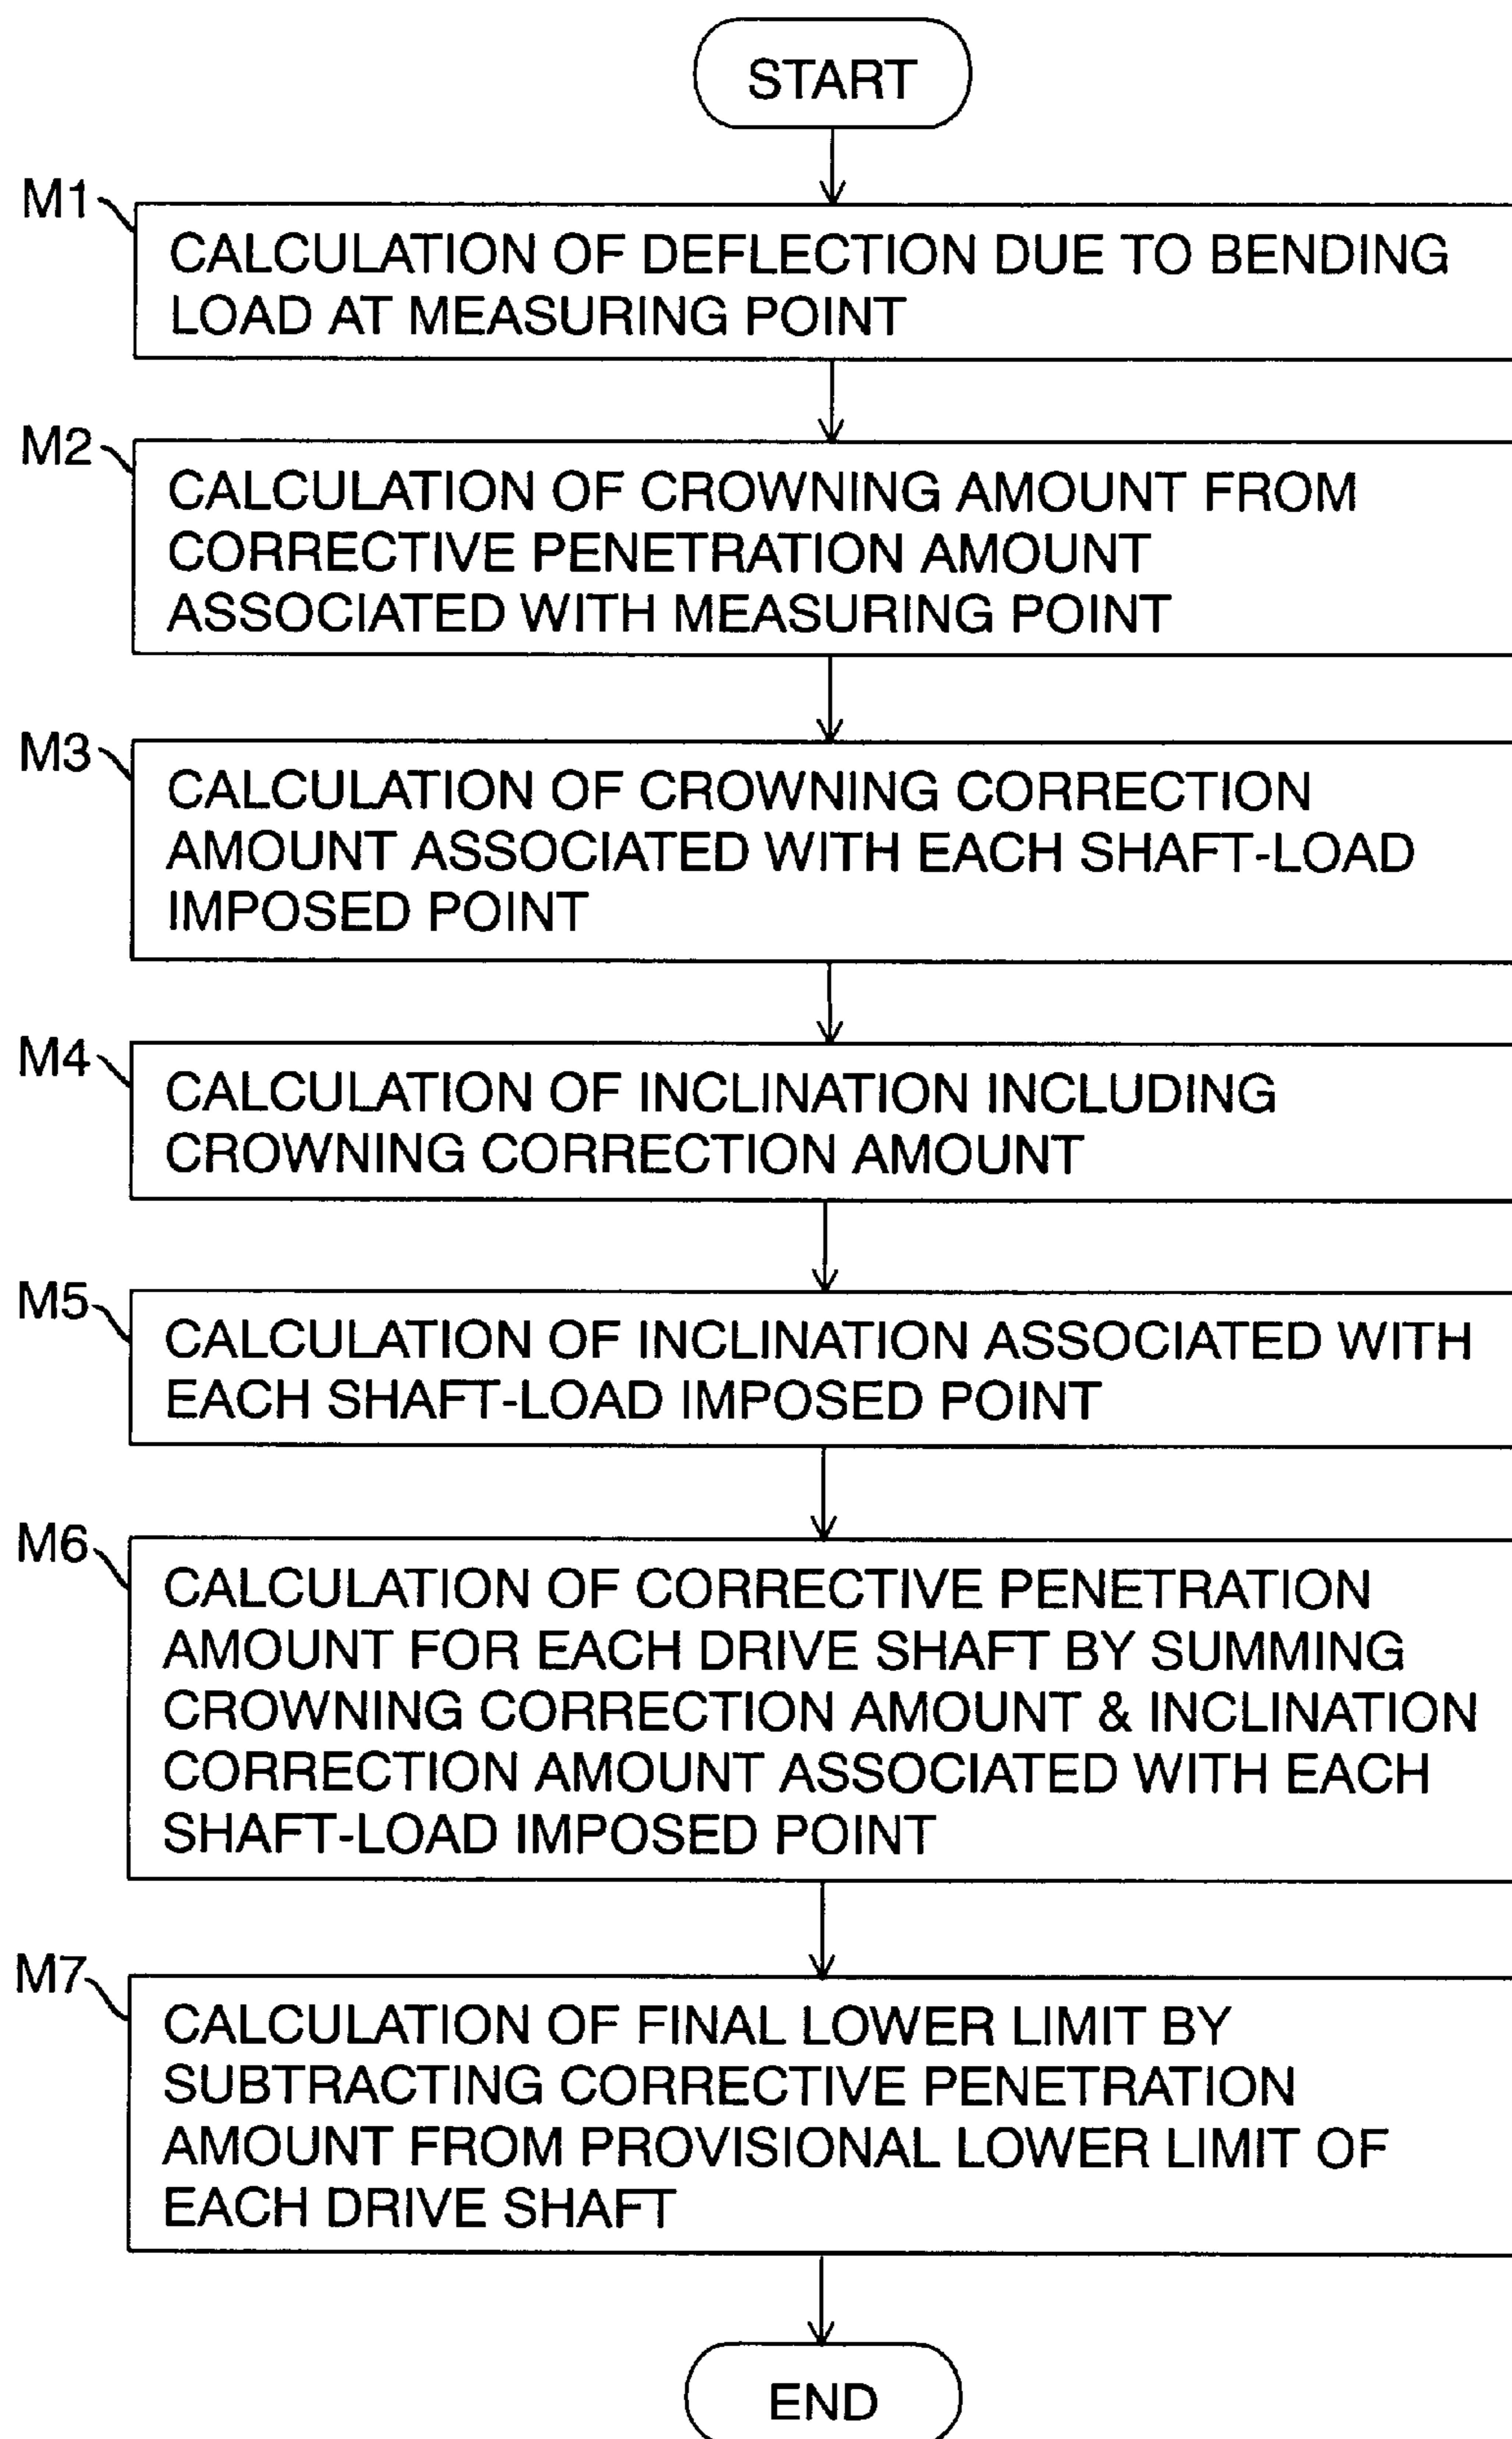 START
M1
CALCULATION OF DEFLECTION DUE TO BENDING
LOAD AT MEASURING POINT
M2
CALCULATION OF CROWNING AMOUNT FROM
CORRECTIVE PENETRATION AMOUNT
ASSOCIATED WITH MEASURING POINT
M3
CALCULATION OF CROWNING CORRECTION
AMOUNT ASSOCIATED WITH EACH SHAFT-LOAD
IMPOSED POINT
M4
CALCULATION OF INCLINATION INCLUDING
CROWNING CORRECTION AMOUNT
M5
CALCULATION OF INCLINATION ASSOCIATED WITH
EACH SHAFT-LOAD IMPOSED POINT
M6
CALCULATION OF CORRECTIVE PENETRATION
AMOUNT FOR EACH DRIVE SHAFT BY SUMMING
CROWNING CORRECTION AMOUNT & INCLINATION
CORRECTION AMOUNT ASSOCIATED WITH EACH
SHAFT-LOAD IMPOSED POINT
M7
CALCULATION OF FINAL LOWER LIMIT BY
SUBTRACTING CORRECTIVE PENETRATION
AMOUNT FROM PROVISIONAL LOWER LIMIT OF
EACH DRIVE SHAFT
END